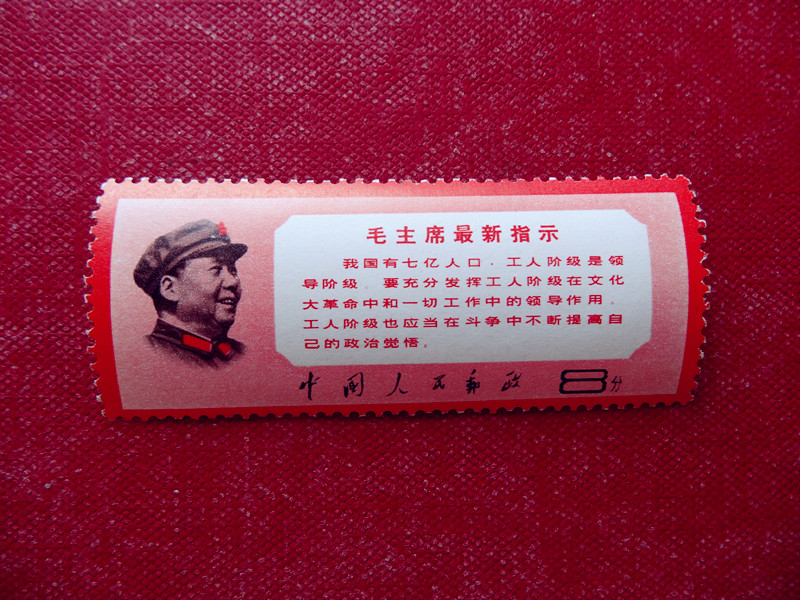 毛主席最新指示
我国有七亿人口，工人阶级是领
导阶级。要充分发挥工人阶级在文化
大革命中和一切工作中的领导作用。
工人阶级也应当在斗争中不断提高自
己的政治觉悟。
中国人民邮政 8分